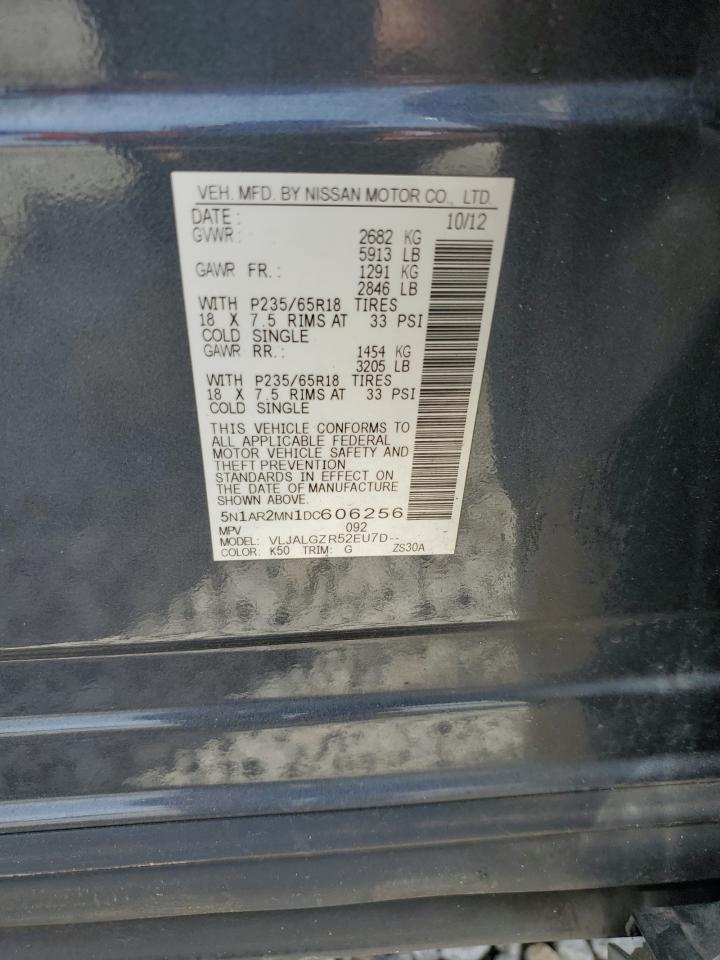 VEH. MFD. BY NISSAN MOTOR CO., LTD.
DATE: 10/12
GVWR: 2682 KG
5913 LB
GAWR FR.: 1291 KG
2846 LB
WITH P235/65R18 TIRES
18 X 7.5 RIMS AT 33 PSI
COLD SINGLE
GAWR RR.: 1454 KG
3205 LB
WITH P235/65R18 TIRES
18 X 7.5 RIMS AT 33 PSI
COLD SINGLE
THIS VEHICLE CONFORMS TO
ALL APPLICABLE FEDERAL
MOTOR VEHICLE SAFETY AND
THEFT PREVENTION
STANDARDS IN EFFECT ON
THE DATE OF MANUFACTURE
SHOWN ABOVE.
5N1AR2MN1DC606256
MPV 092
MODEL: VLJALGZR52EU7D--
COLOR: K50 TRIM: G ZS30A